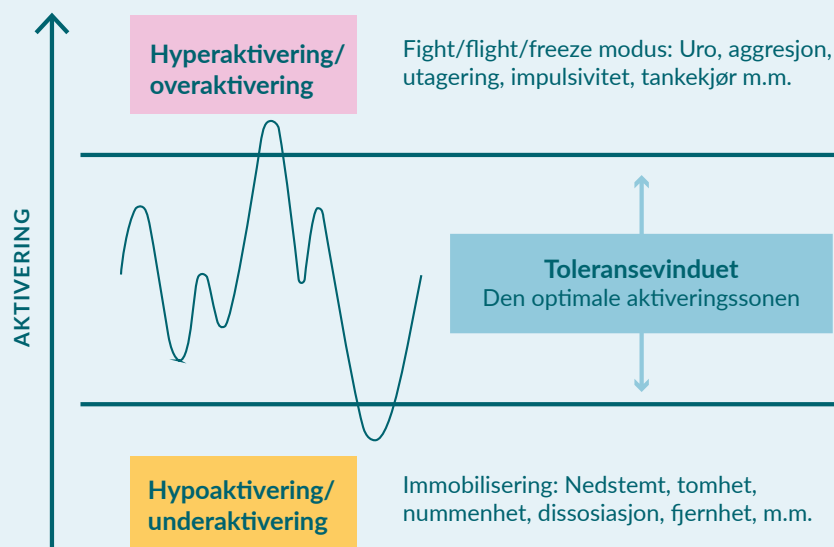 Hyperaktivering/
overaktivering
Fight/flight/freeze modus: Uro, aggresjon,
utagering, impulsivitet, tankekjør m.m.
AKTIVERING
Toleransevinduet
Den optimale aktiveringssonen
Hypoaktivering/
underaktivering
Immobilisering: Nedstemt, tomhet,
nummenhet, dissosiasjon, fjernhet, m.m.